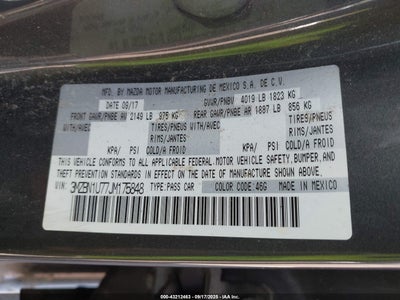 MFD. BY MAZDA MOTOR MANUFACTURING DE MEXICO S.A. DE C.V.
DATE 09/17 GVWR/PNBV 4019 LB 1823 KG
FRONT GAWR/PNBE AV 2149 LB 975 KG REAR GAWR/PNBE AR 1887 LB 856 KG
WITH/AVEC TIRES/PNEUS WITH/AVEC TIRES/PNEUS
RIMS/JANTES RIMS/JANTES
KPA/ PSI/ COLD/A FROID KPA/ PSI/ COLD/A FROID
THIS VEHICLE CONFORMS TO ALL APPLICABLE FEDERAL MOTOR VEHICLE SAFETY, BUMPER, AND
THEFT PREVENTION STANDARDS IN EFFECT ON THE DATE OF MANUFACTURE SHOWN ABOVE.
VIN: 3MZBN1U77JM175848 TYPE: PASS CAR COLOR CODE: 46G MADE IN MEXICO
© IAA, LLC 000-43212463 | 09/17/2025 |